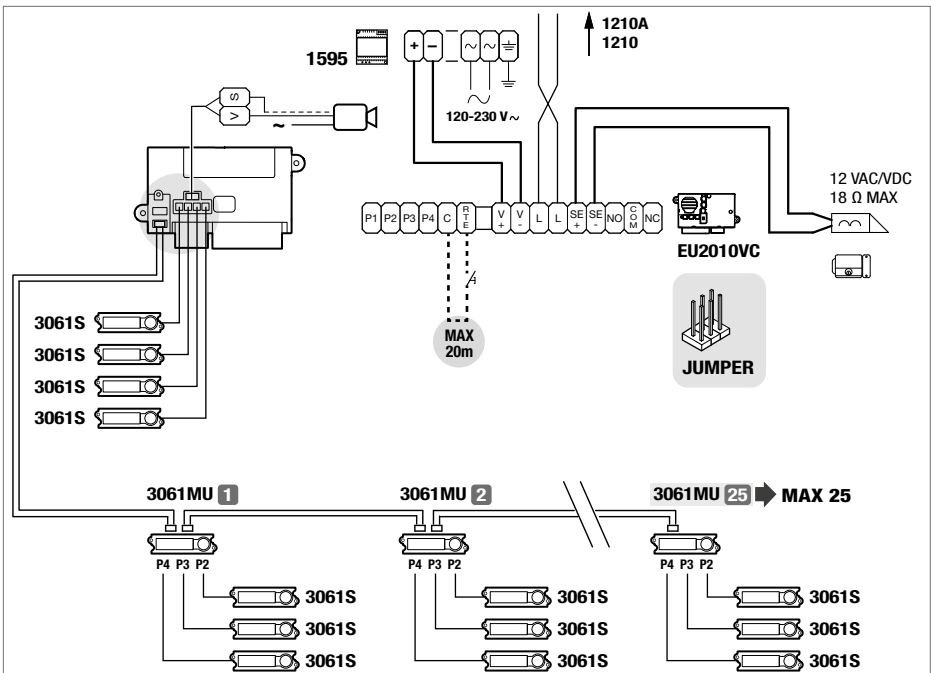 1210A
1210
1595
+ − ~ ~
120-230 V~
S
V
12 VAC/VDC
18 Ω MAX
P1 P2 P3 P4 C RTE V+ V- L L SE+ SE- NO COM NC
EU2010VC
~
MAX
20m
JUMPER
3061S
3061S
3061S
3061S
3061MU 1
3061MU 2
3061MU 25 MAX 25
P4 P3 P2
P4 P3 P2
P4 P3 P2
3061S
3061S
3061S
3061S
3061S
3061S
3061S
3061S
3061S